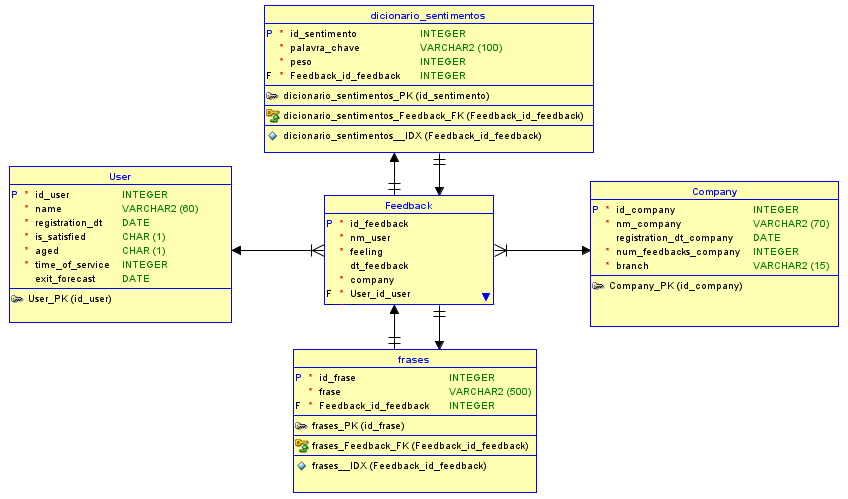 dicionario_sentimentos
P * id_sentimento INTEGER
* palavra_chave VARCHAR2 (100)
* peso INTEGER
F * Feedback_id_feedback INTEGER
dicionario_sentimentos_PK (id_sentimento)
dicionario_sentimentos_Feedback_FK (Feedback_id_feedback)
dicionario_sentimentos__IDX (Feedback_id_feedback)
User
P * id_user INTEGER
* name VARCHAR2 (60)
* registration_dt DATE
* is_satisfied CHAR (1)
* aged CHAR (1)
* time_of_service INTEGER
exit_forecast DATE
User_PK (id_user)
Feedback
P * id_feedback
* nm_user
* feeling
dt_feedback
* company
F * User_id_user
Company
P * id_company INTEGER
* nm_company VARCHAR2 (70)
registration_dt_company DATE
* num_feedbacks_company INTEGER
* branch VARCHAR2 (15)
Company_PK (id_company)
frases
P * id_frase INTEGER
* frase VARCHAR2 (500)
F * Feedback_id_feedback INTEGER
frases_PK (id_frase)
frases_Feedback_FK (Feedback_id_feedback)
frases__IDX (Feedback_id_feedback)